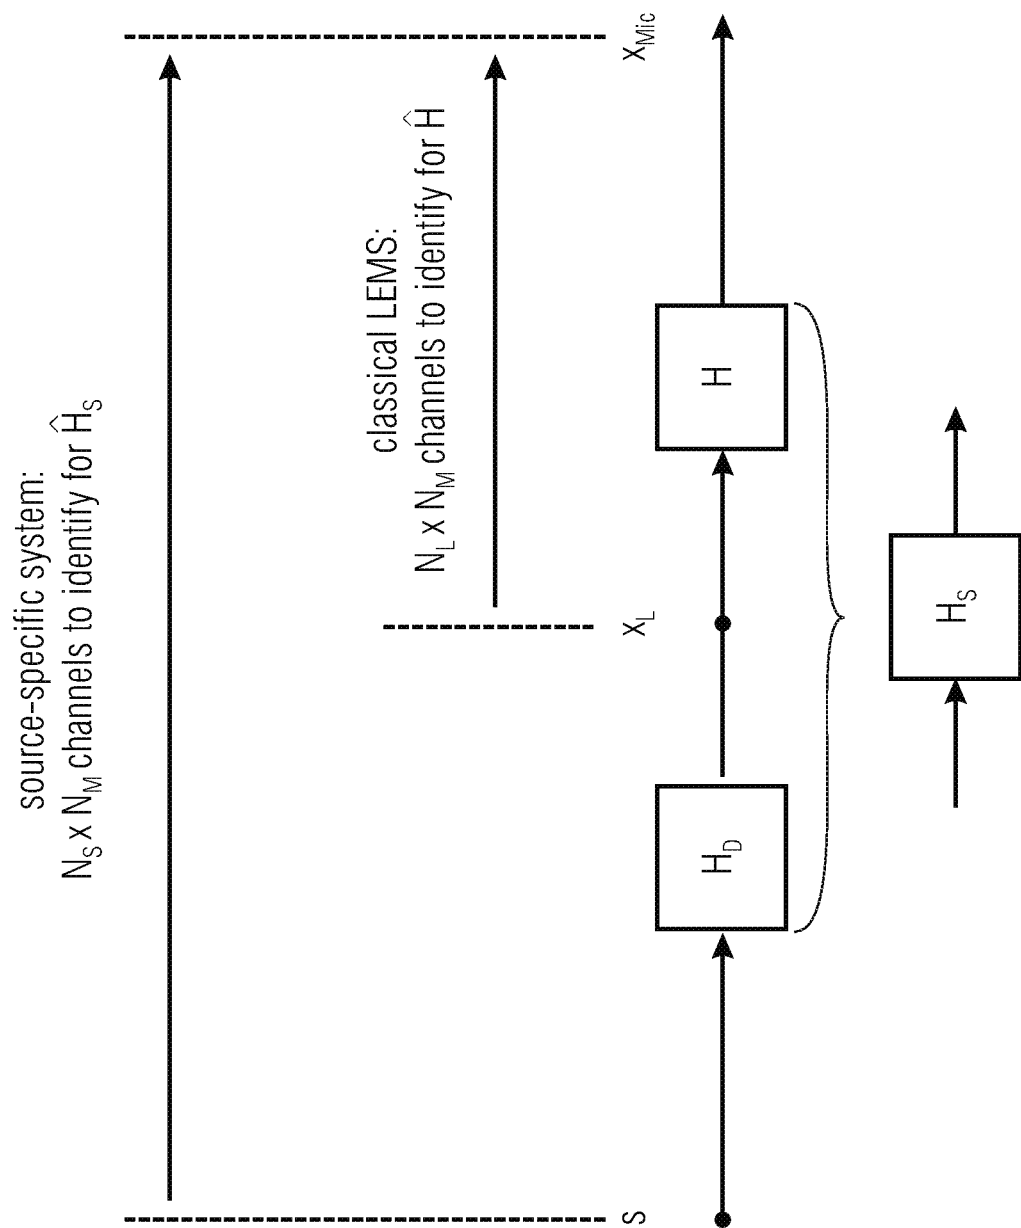 source-specific system:
N_S x N_M channels to identify for Ĥ_S
classical LEMS:
N_L x N_M channels to identify for Ĥ
s
x_L
x_Mic
H_D
H
H_S